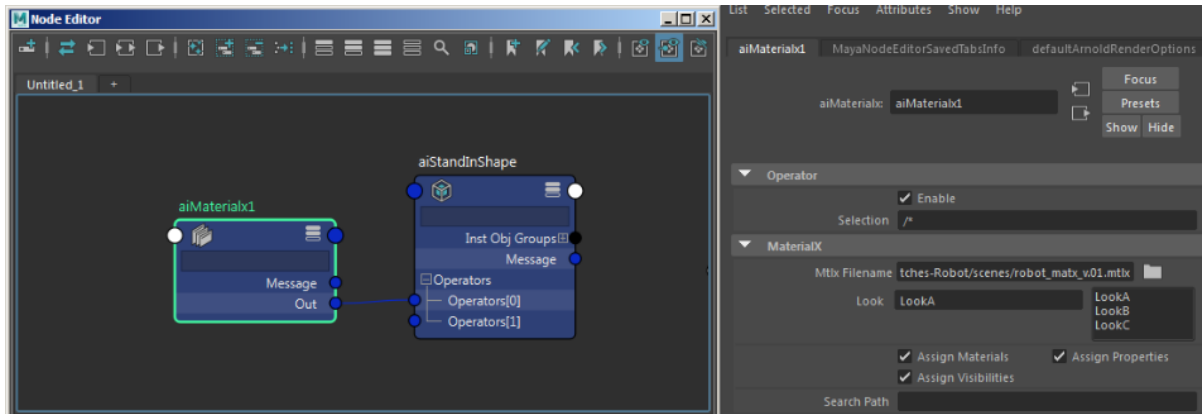 Node Editor
Untitled_1 +
aiMaterialx1
Message
Out
aiStandInShape
Inst Obj Groups
Message
Operators
Operators[0]
Operators[1]
List Selected Focus Attributes Show Help
aiMaterialx1 MayaNodeEditorSavedTabsInfo defaultArnoldRenderOptions
aiMaterialx: aiMaterialx1
Focus
Presets
Show Hide
Operator
Enable
Selection /*
MaterialX
Mtlx Filename tches-Robot/scenes/robot_matx_v.01.mtlx
Look LookA
LookA
LookB
LookC
Assign Materials Assign Properties
Assign Visibilities
Search Path